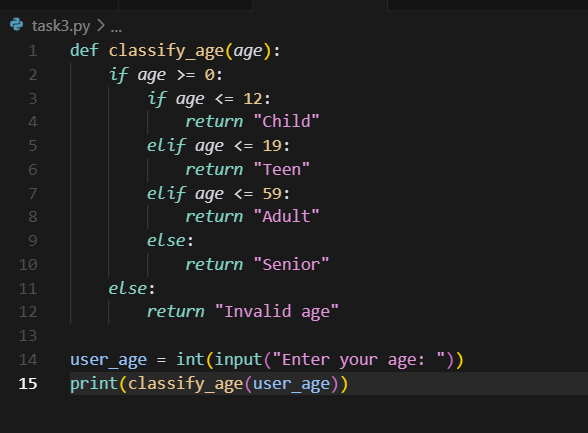 task3.py > ...
1 def classify_age(age):
2     if age >= 0:
3         if age <= 12:
4             return "Child"
5         elif age <= 19:
6             return "Teen"
7         elif age <= 59:
8             return "Adult"
9         else:
10             return "Senior"
11     else:
12         return "Invalid age"
13
14 user_age = int(input("Enter your age: "))
15 print(classify_age(user_age))